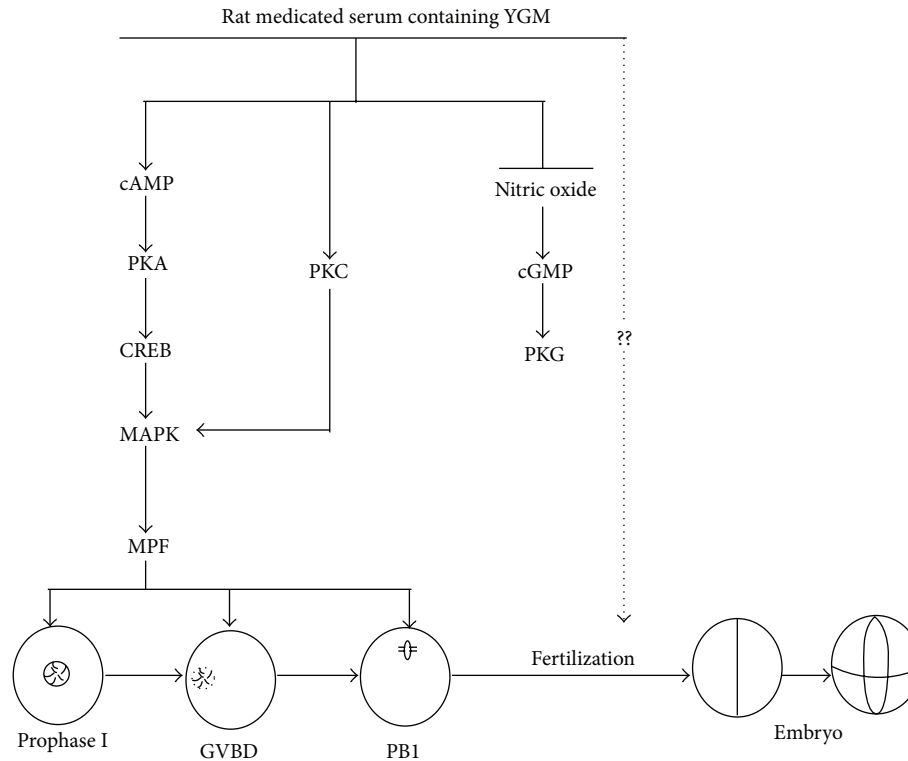 Rat medicated serum containing YGM
cAMP
Nitric oxide
PKA
PKC
cGMP
??
CREB
PKG
MAPK
MPF
Fertilization
Prophase I
GVBD
PB1
Embryo